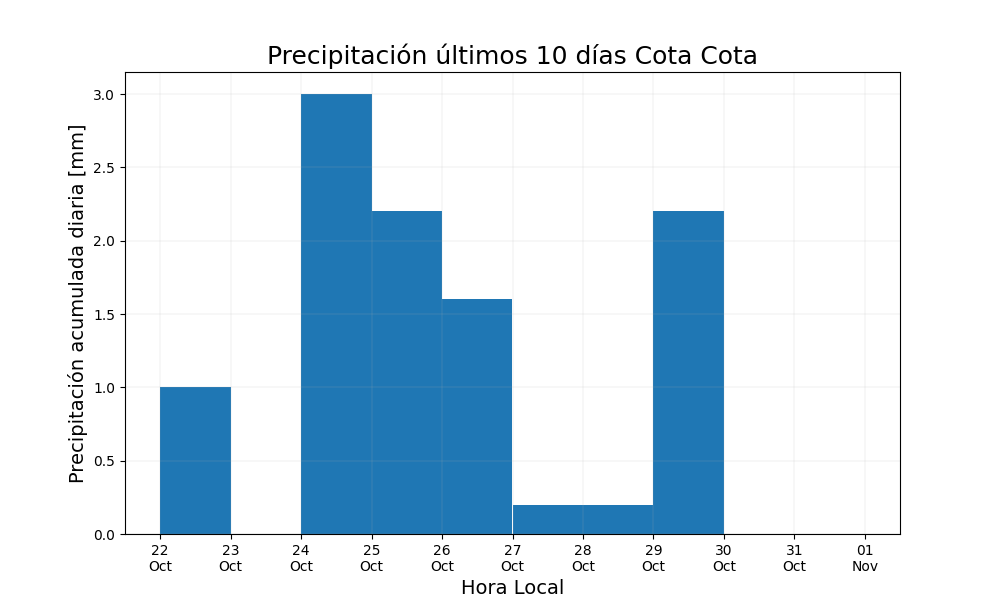 Precipitación últimos 10 días Cota Cota
Precipitación acumulada diaria [mm]
3.0
2.5
2.0
1.5
1.0
0.5
0.0
22 23 24 25 26 27 28 29 30 31 01
Oct Oct Oct Oct Oct Oct Oct Oct Oct Oct Nov
Hora Local